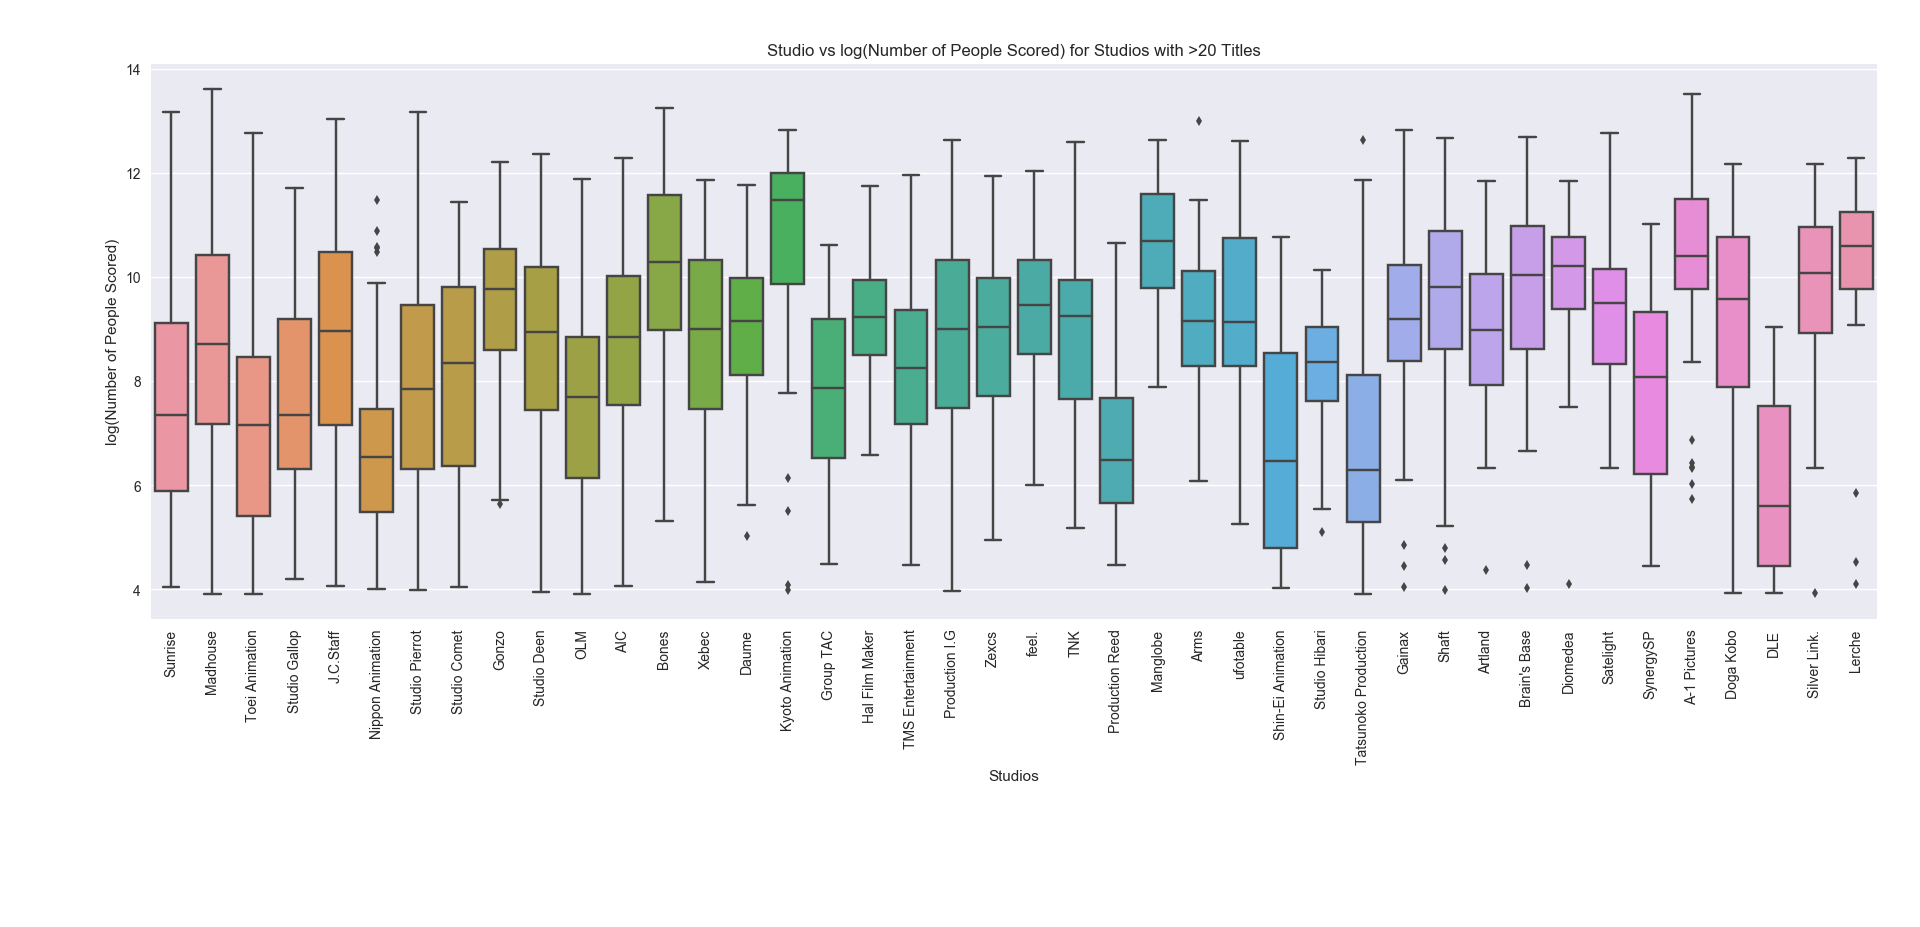 Studio vs log(Number of People Scored) for Studios with >20 Titles
log(Number of People Scored)
14
12
10
8
6
4
Sunrise
Madhouse
Toei Animation
Studio Gallop
J.C.Staff
Nippon Animation
Studio Pierrot
Studio Comet
Gonzo
Studio Deen
OLM
AIC
Bones
Xebec
Daume
Kyoto Animation
Group TAC
Hal Film Maker
TMS Entertainment
Production I.G
Zexcs
feel.
TNK
Production Reed
Manglobe
Arms
ufotable
Shin-Ei Animation
Studio Hibari
Tatsunoko Production
Gainax
Shaft
Artland
Brain's Base
Diomedea
Satelight
SynergySP
A-1 Pictures
Doga Kobo
DLE
Silver Link.
Lerche
Studios